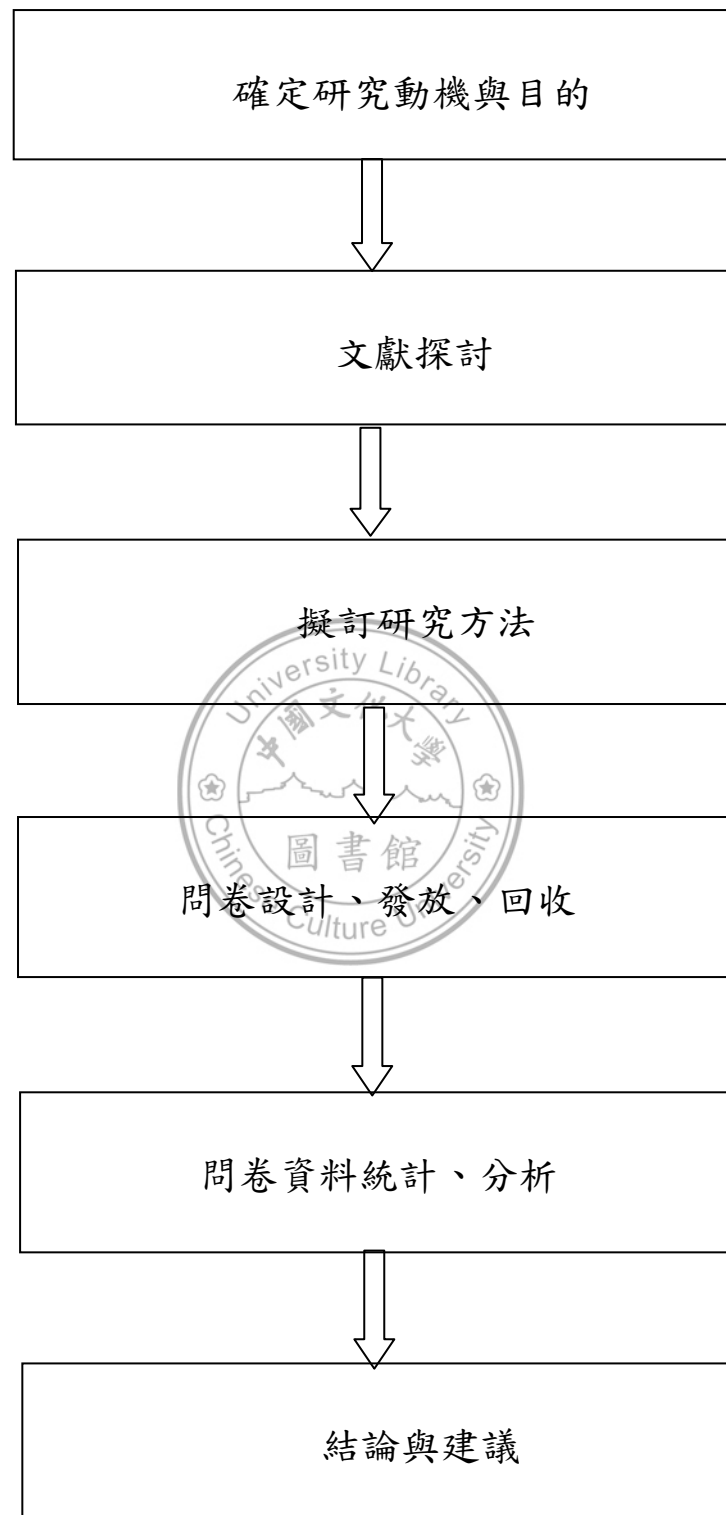 確定研究動機與目的
文獻探討
擬訂研究方法
University Library
中國文化大學
圖書館
Chinese Culture University
問卷設計、發放、回收
問卷資料統計、分析
結論與建議